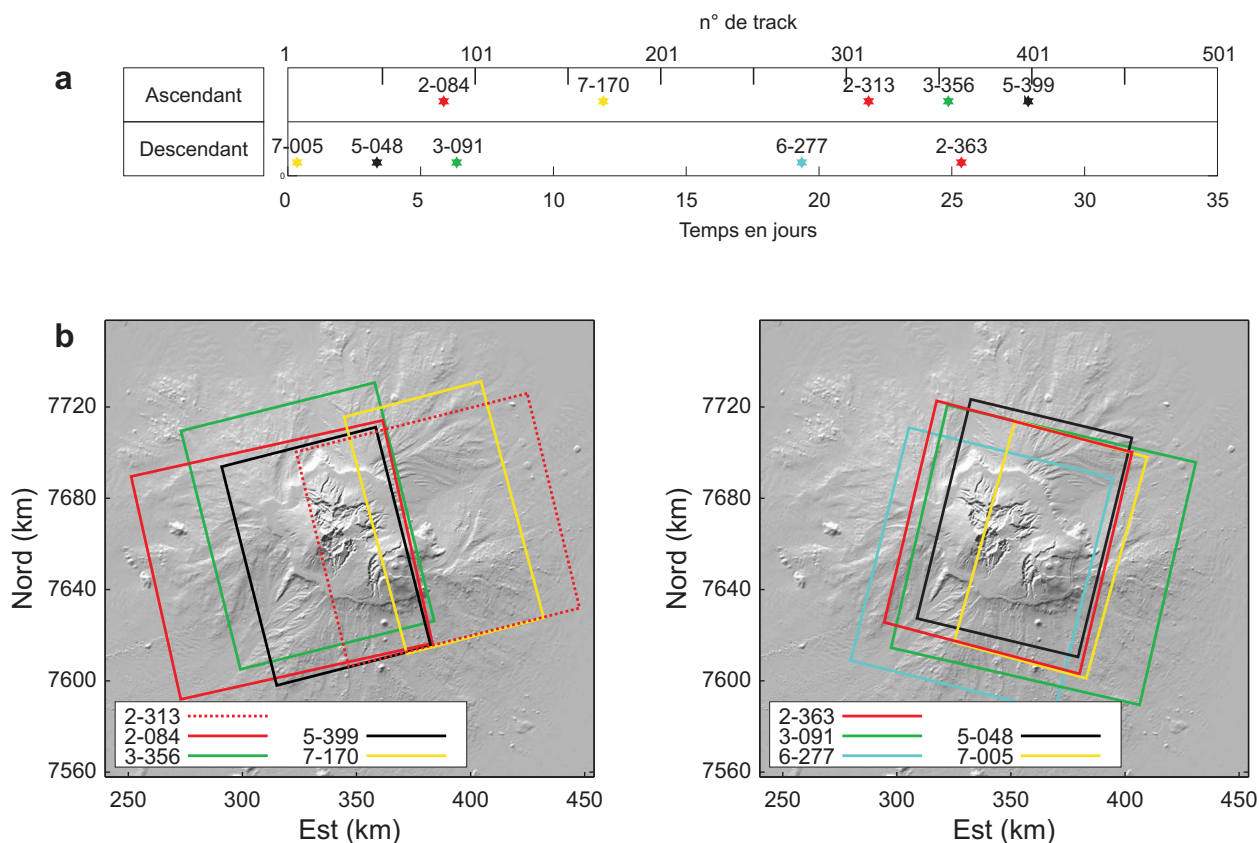 n° de track
1 101 201 301 401 501
a
Ascendant 2-084 7-170 2-313 3-356 5-399
Descendant 7-005 5-048 3-091 6-277 2-363
0
0 5 10 15 20 25 30 35
Temps en jours
b
Nord (km)
7720
7680
7640
7600
7560
2-313
2-084 5-399
3-356 7-170
250 300 350 400 450
Est (km)
Nord (km)
7720
7680
7640
7600
7560
2-363
3-091 5-048
6-277 7-005
250 300 350 400 450
Est (km)